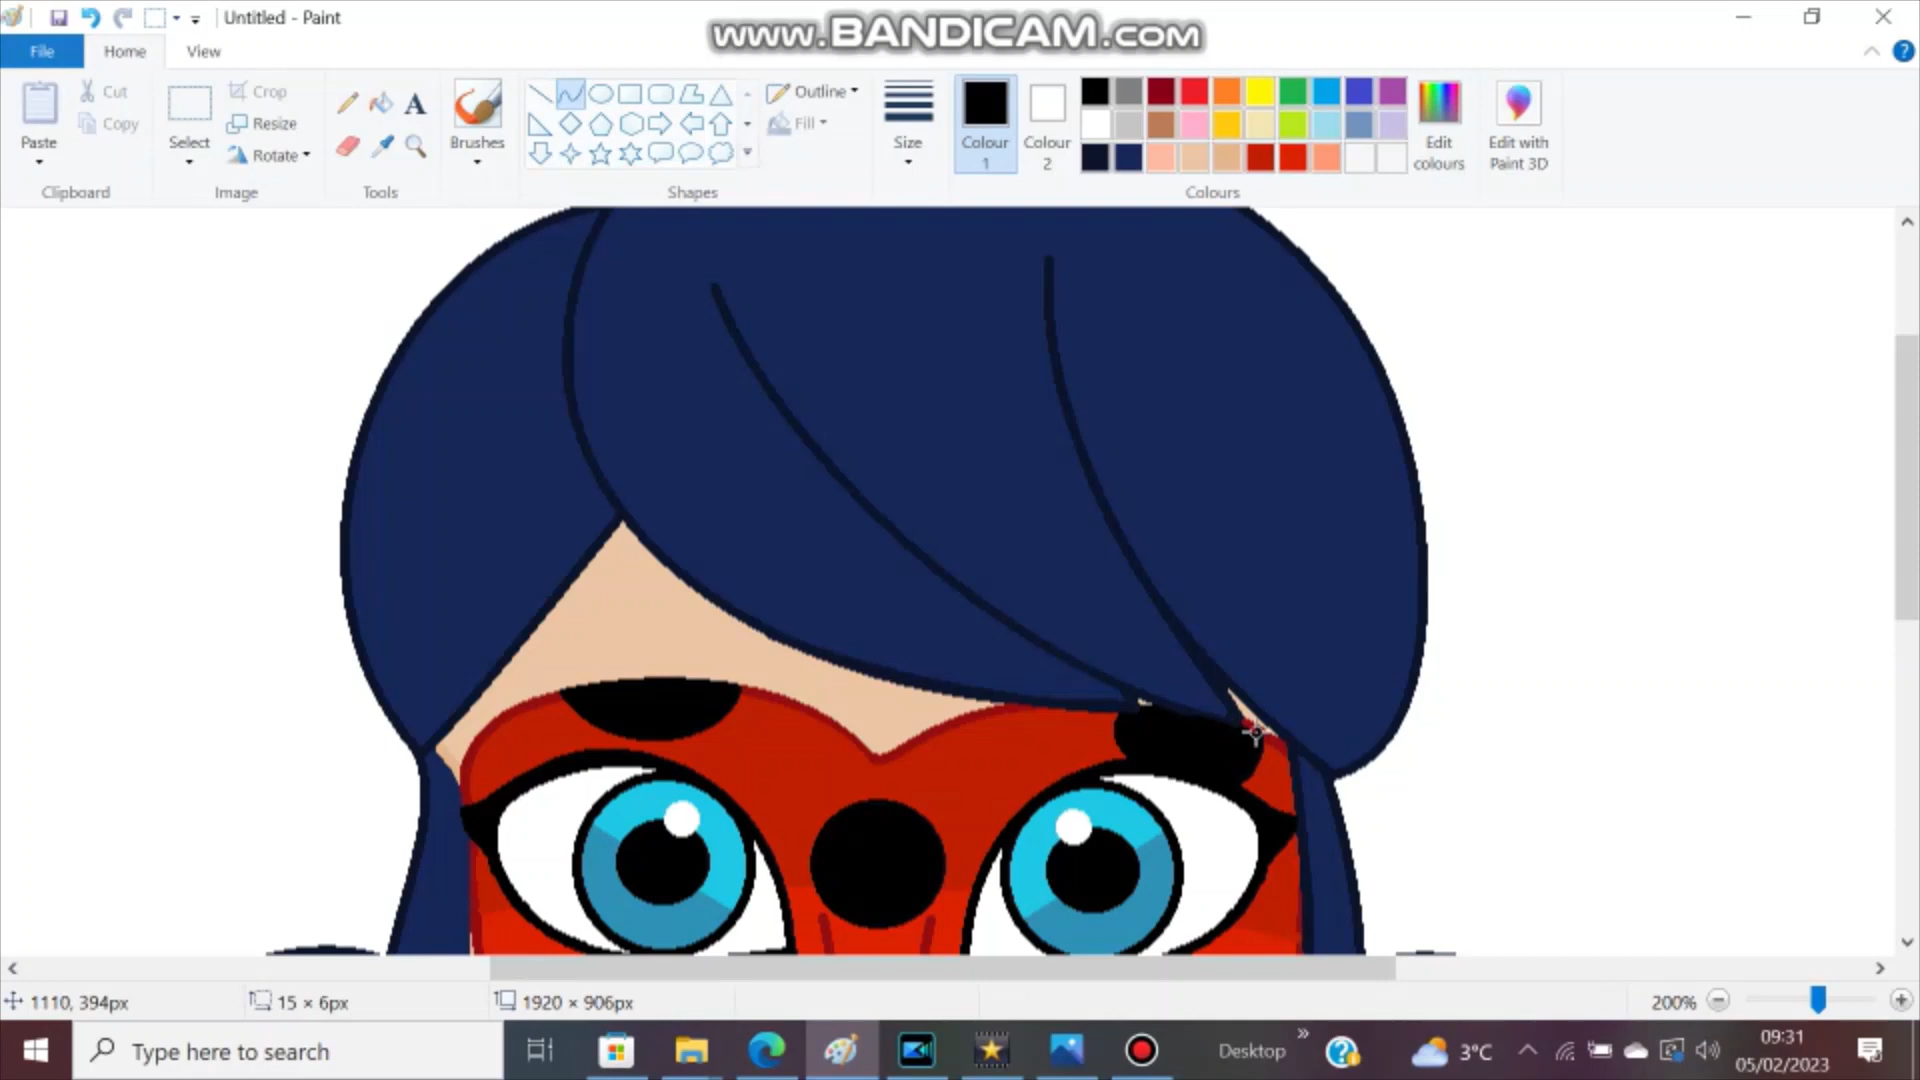 Untitled - Paint
www.BANDICAM.com
File
Home
View
Paste
Cut
Copy
Clipboard
Select
Crop
Resize
Rotate
Image
A
Tools
Brushes
Outline
Fill
Shapes
Size
Colour
1
Colour
2
Colours
Edit
colours
Edit with
Paint 3D
?
1110, 394px
15 × 6px
1920 × 906px
200%
Type here to search
Desktop
3°C
09:31
05/02/2023